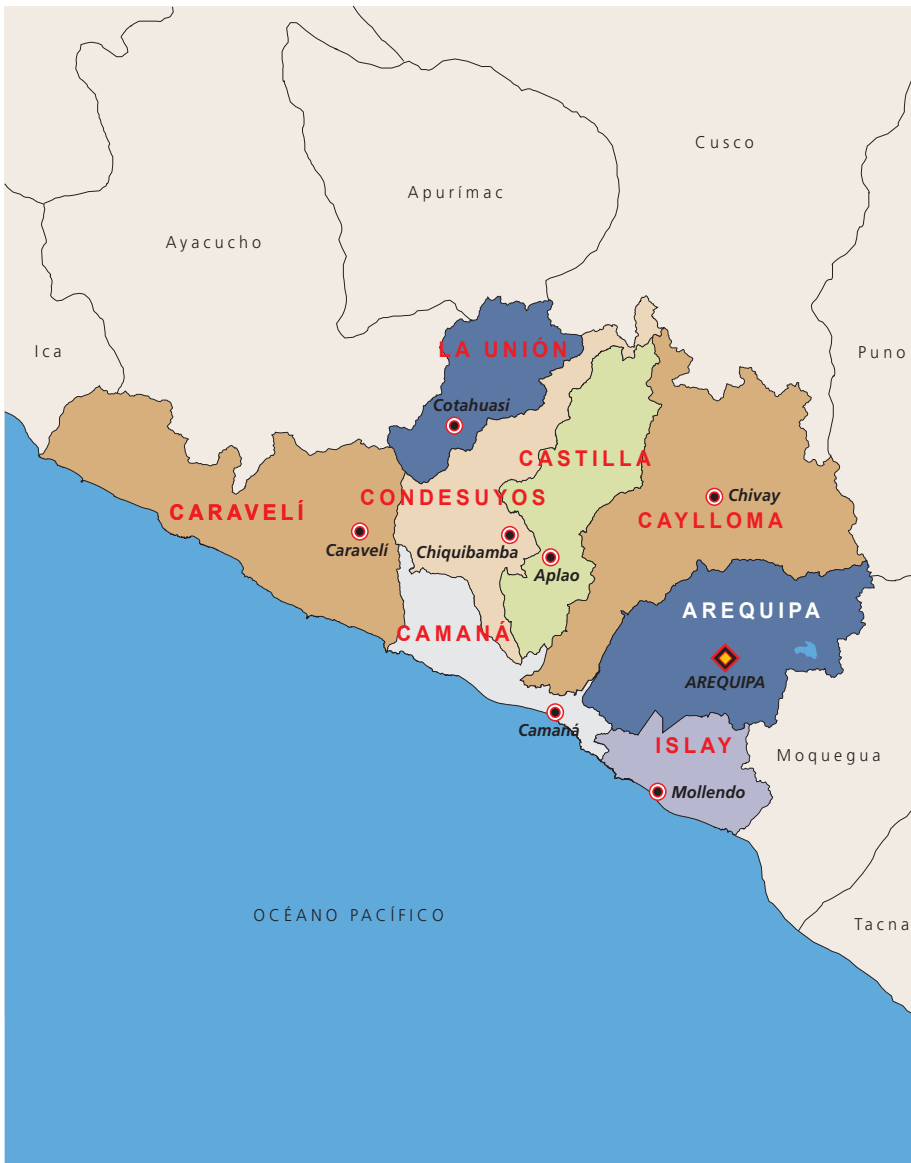 Cusco
Apurímac
Ayacucho
Ica
LA UNIÓN
Puno
Cotahuasi
CASTILLA
CONDESUYOS
Chivay
CARAVELÍ
CAYLLOMA
Caravelí
Chiquibamba
Aplao
AREQUIPA
CAMANÁ
AREQUIPA
Camaná
ISLAY
Moquegua
Mollendo
OCÉANO PACÍFICO
Tacna